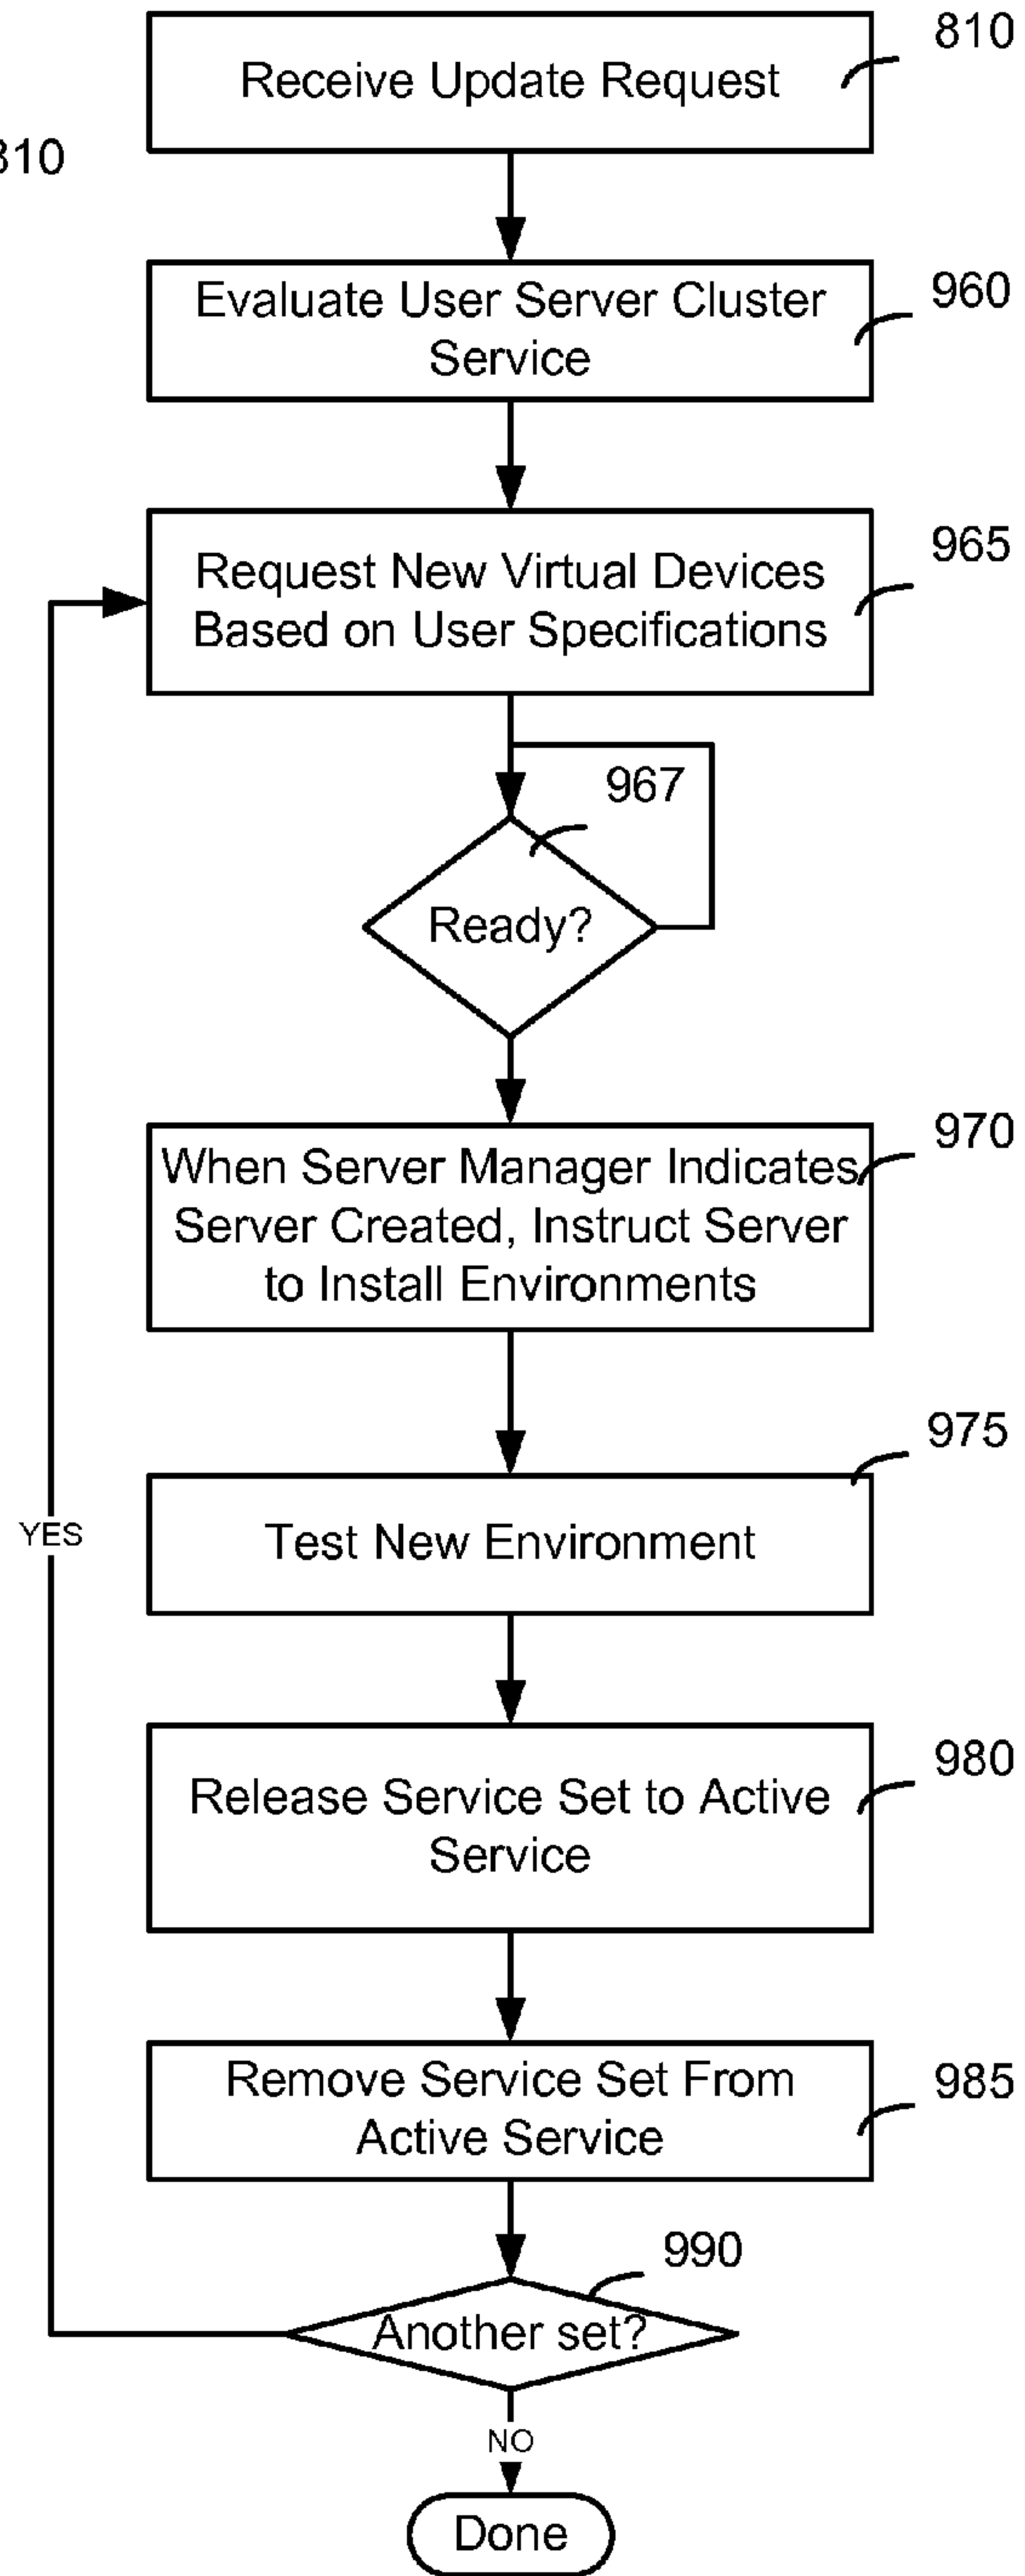 810
Receive Update Request
810
960
Evaluate User Server Cluster
Service
965
Request New Virtual Devices
Based on User Specifications
967
Ready?
970
When Server Manager Indicates
Server Created, Instruct Server
to Install Environments
975
YES
Test New Environment
980
Release Service Set to Active
Service
985
Remove Service Set From
Active Service
990
Another set?
NO
Done